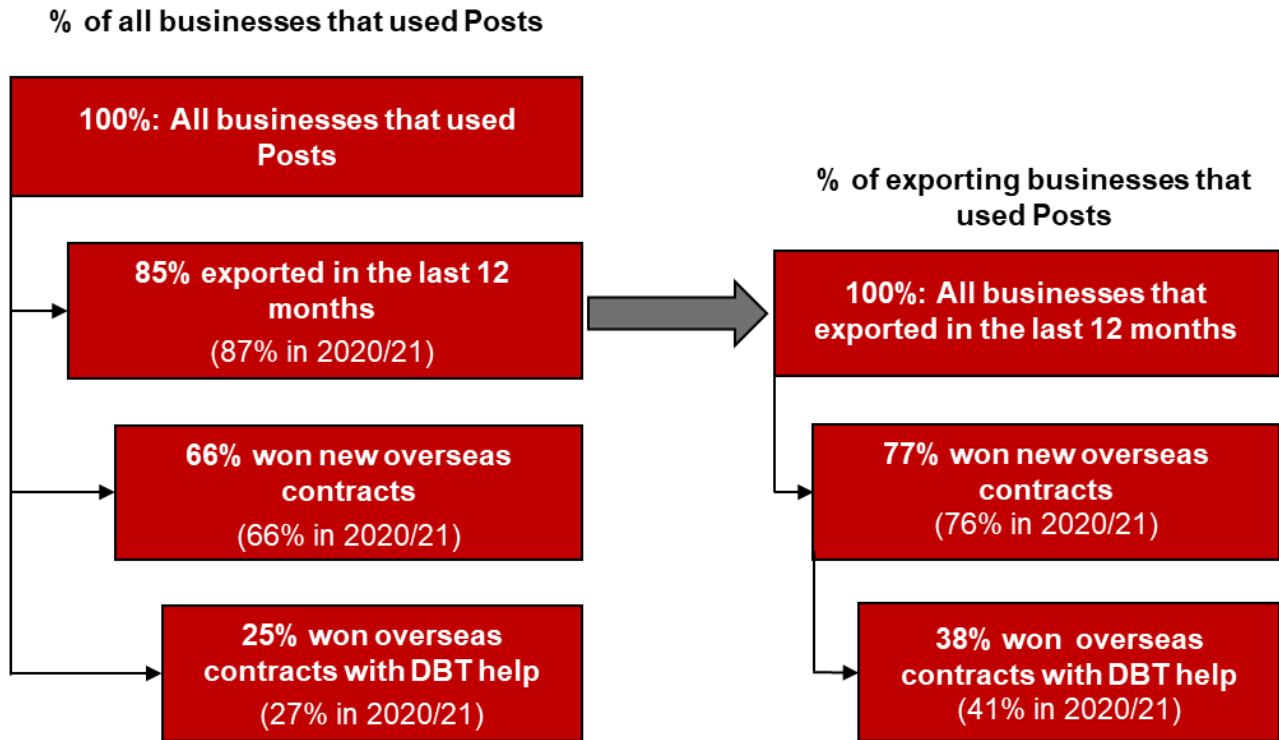 % of all businesses that used Posts
100%: All businesses that used
Posts
85% exported in the last 12
months
(87% in 2020/21)
66% won new overseas
contracts
(66% in 2020/21)
25% won overseas
contracts with DBT help
(27% in 2020/21)
% of exporting businesses that
used Posts
100%: All businesses that
exported in the last 12 months
77% won new overseas
contracts
(76% in 2020/21)
38% won overseas
contracts with DBT help
(41% in 2020/21)